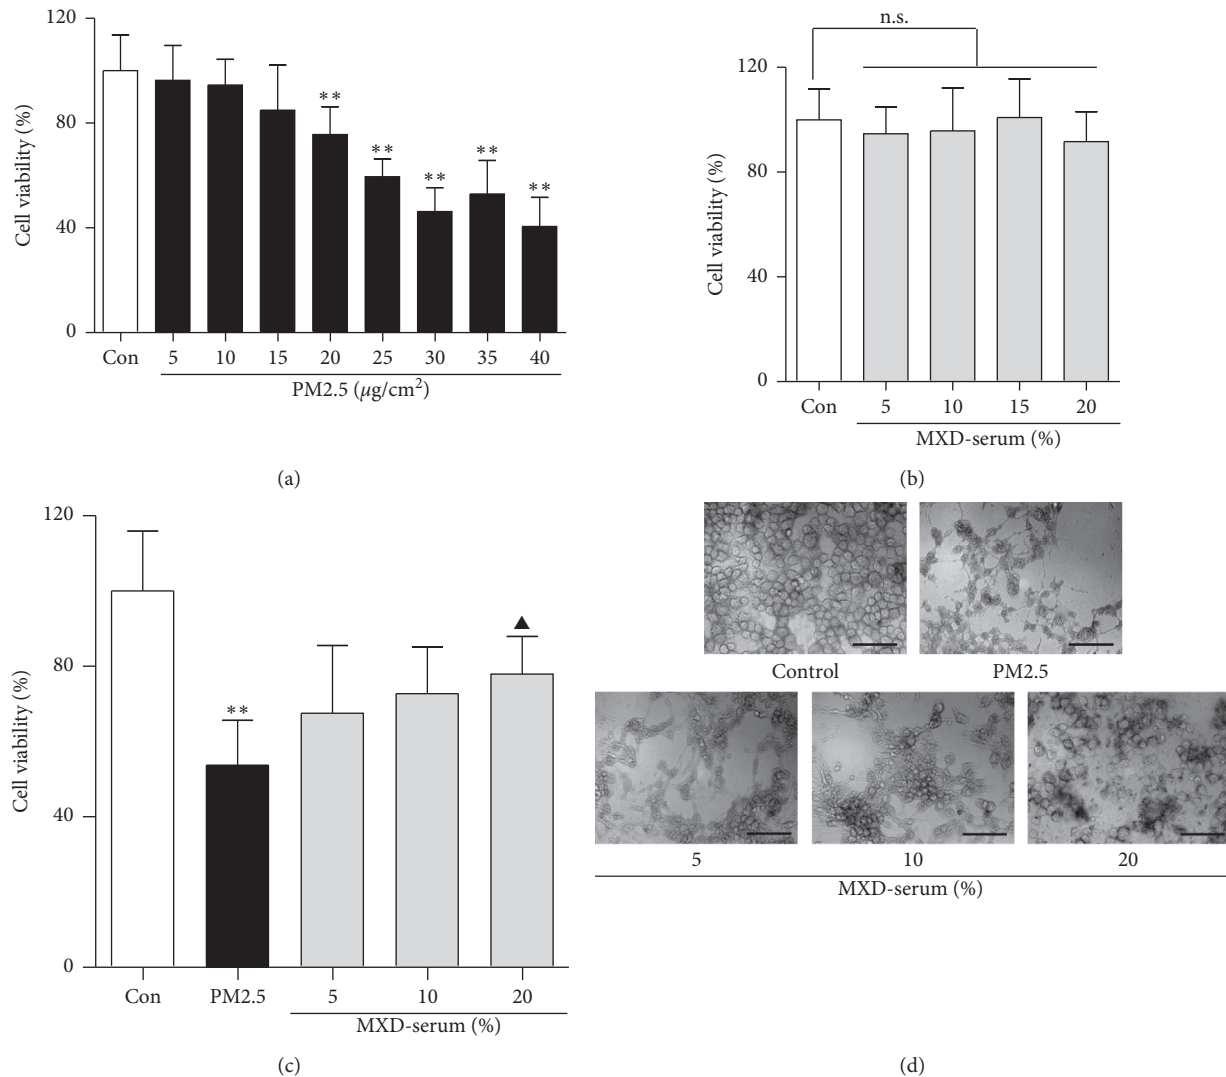 120
80
40
0
Cell viability (%)
** ** ** ** **
Con 5 10 15 20 25 30 35 40
PM2.5 (μg/cm²)
(a)
n.s.
120
80
40
0
Cell viability (%)
Con 5 10 15 20
MXD-serum (%)
(b)
120
80
40
0
Cell viability (%)
** ▲
Con PM2.5 5 10 20
MXD-serum (%)
(c)
Control PM2.5
5 10 20
MXD-serum (%)
(d)